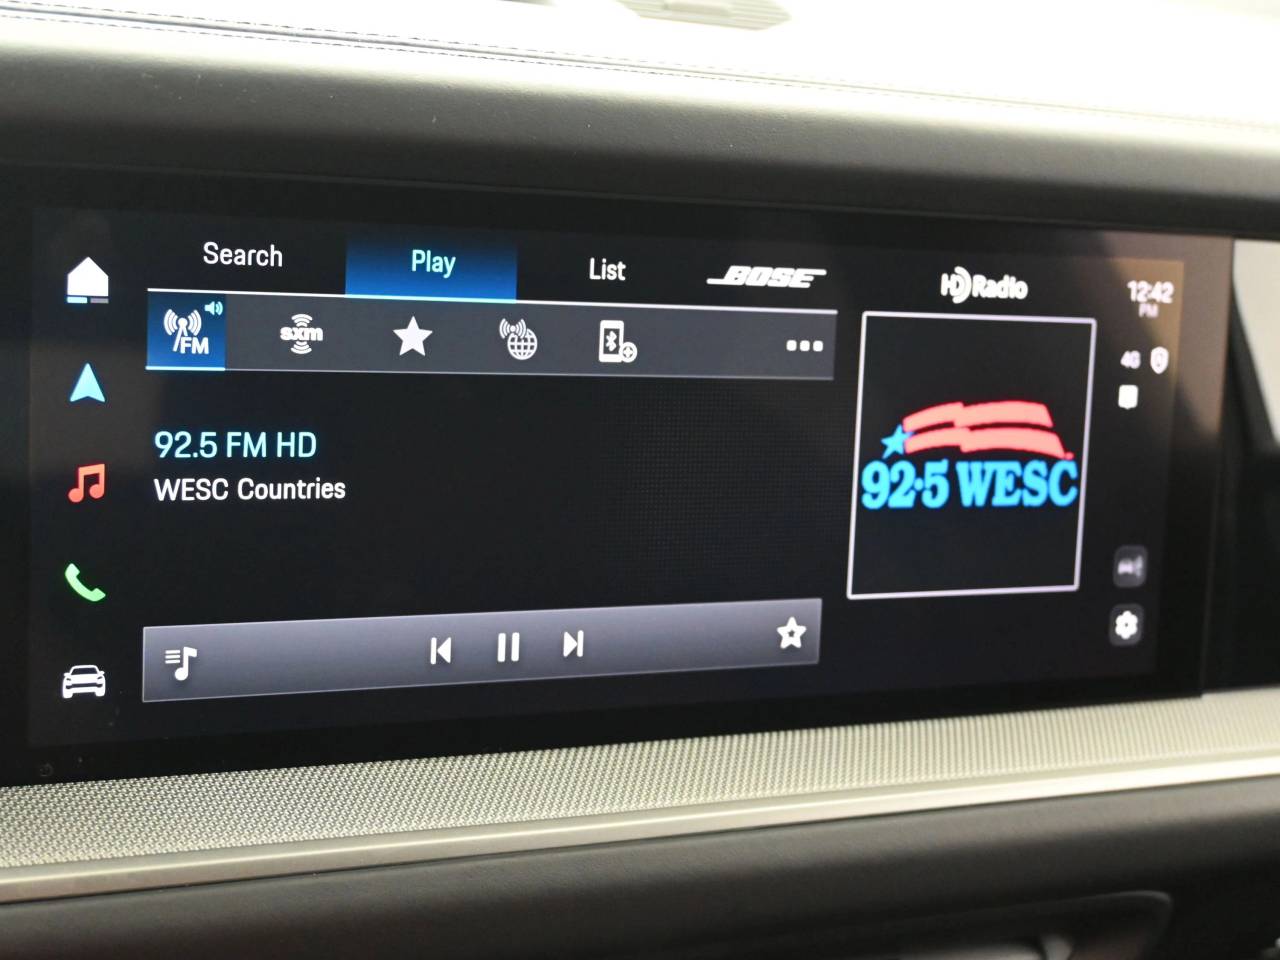 Search
Play
List
BOSE
HD Radio
12:42
PM
FM
sxm
4G
92.5 FM HD
WESC Countries
92.5 WESC